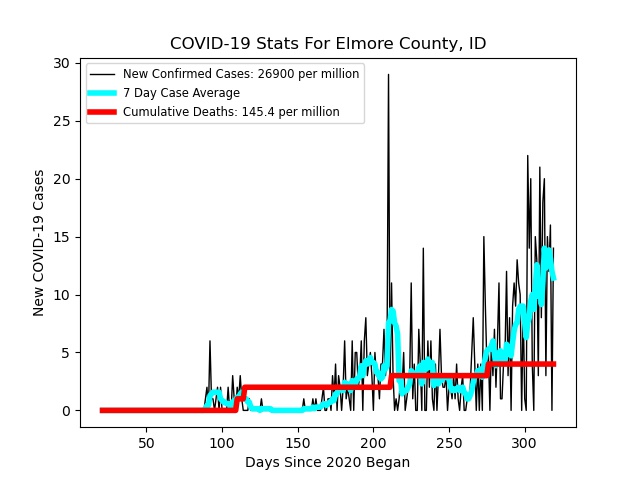 COVID-19 Stats For Elmore County, ID
New Confirmed Cases: 26900 per million
7 Day Case Average
Cumulative Deaths: 145.4 per million
New COVID-19 Cases
30
25
20
15
10
5
0
50 100 150 200 250 300
Days Since 2020 Began